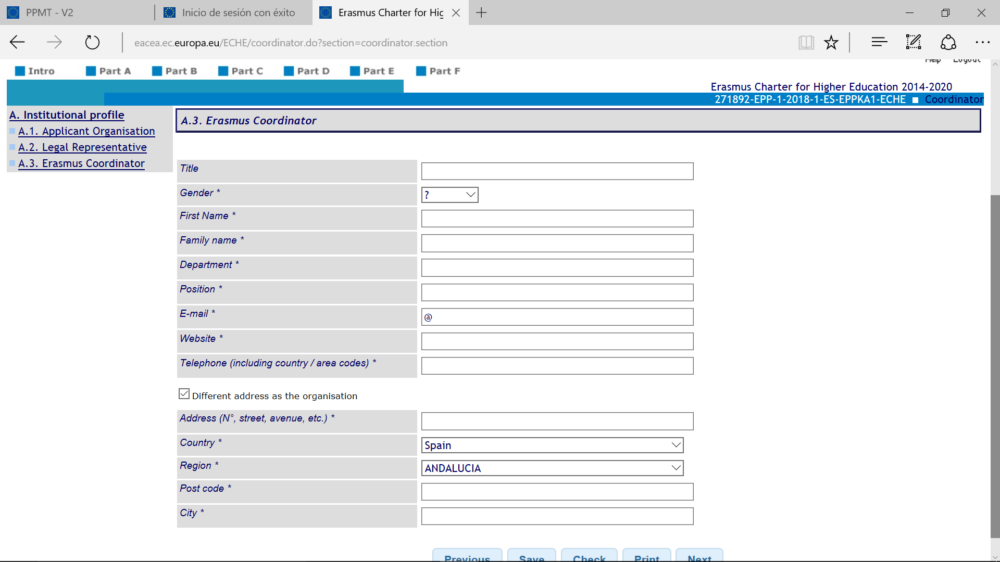 PPMT - V2
Inicio de sesión con éxito
Erasmus Charter for Hig
eacea.ec.europa.eu/ECHE/coordinator.do?section=coordinator.section
Help Logout
Intro Part A Part B Part C Part D Part E Part F
Erasmus Charter for Higher Education 2014-2020
271892-EPP-1-2018-1-ES-EPPKA1-ECHE Coordinator
A. Institutional profile
A.1. Applicant Organisation
A.2. Legal Representative
A.3. Erasmus Coordinator
A.3. Erasmus Coordinator
Title
Gender * ?
First Name *
Family name *
Department *
Position *
E-mail * @
Website *
Telephone (including country / area codes) *
Different address as the organisation
Address (N°, street, avenue, etc.) *
Country * Spain
Region * ANDALUCIA
Post code *
City *
Previous Save Check Print Next